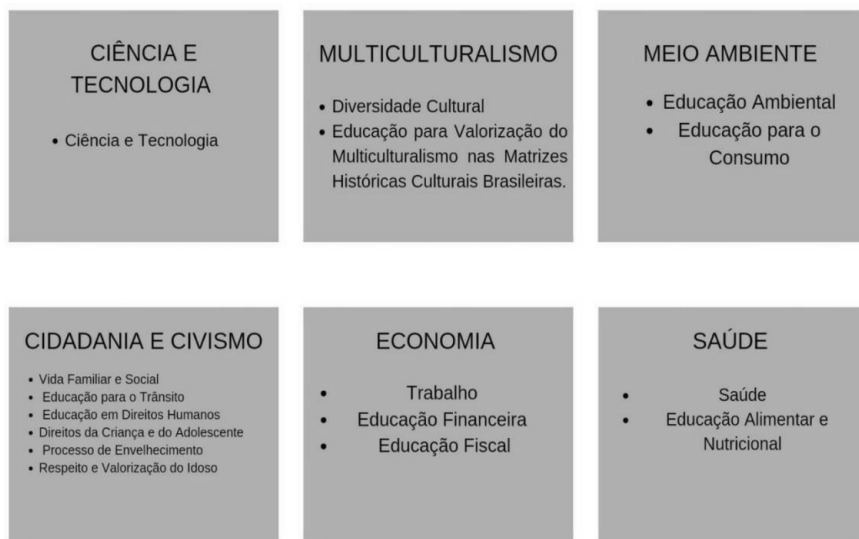 CIÊNCIA E
TECNOLOGIA
• Ciência e Tecnologia
MULTICULTURALISMO
• Diversidade Cultural
• Educação para Valorização do
Multiculturalismo nas Matrizes
Históricas Culturais Brasileiras.
MEIO AMBIENTE
• Educação Ambiental
• Educação para o
Consumo
CIDADANIA E CIVISMO
• Vida Familiar e Social
• Educação para o Trânsito
• Educação em Direitos Humanos
• Direitos da Criança e do Adolescente
• Processo de Envelhecimento
• Respeito e Valorização do Idoso
ECONOMIA
• Trabalho
• Educação Financeira
• Educação Fiscal
SAÚDE
• Saúde
• Educação Alimentar e
Nutricional